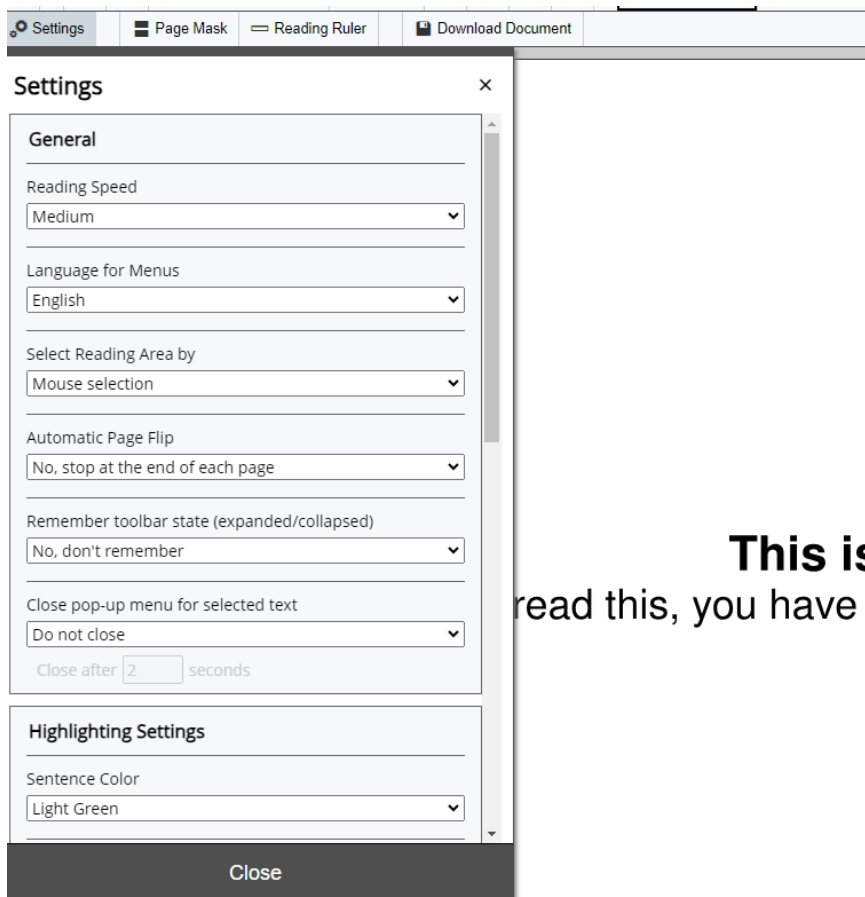 Settings Page Mask Reading Ruler Download Document
Settings ×
General
Reading Speed
Medium
Language for Menus
English
Select Reading Area by
Mouse selection
Automatic Page Flip
No, stop at the end of each page
Remember toolbar state (expanded/collapsed)
No, don't remember
Close pop-up menu for selected text
Do not close
Close after 2 seconds
Highlighting Settings
Sentence Color
Light Green
Close
This is
read this, you have